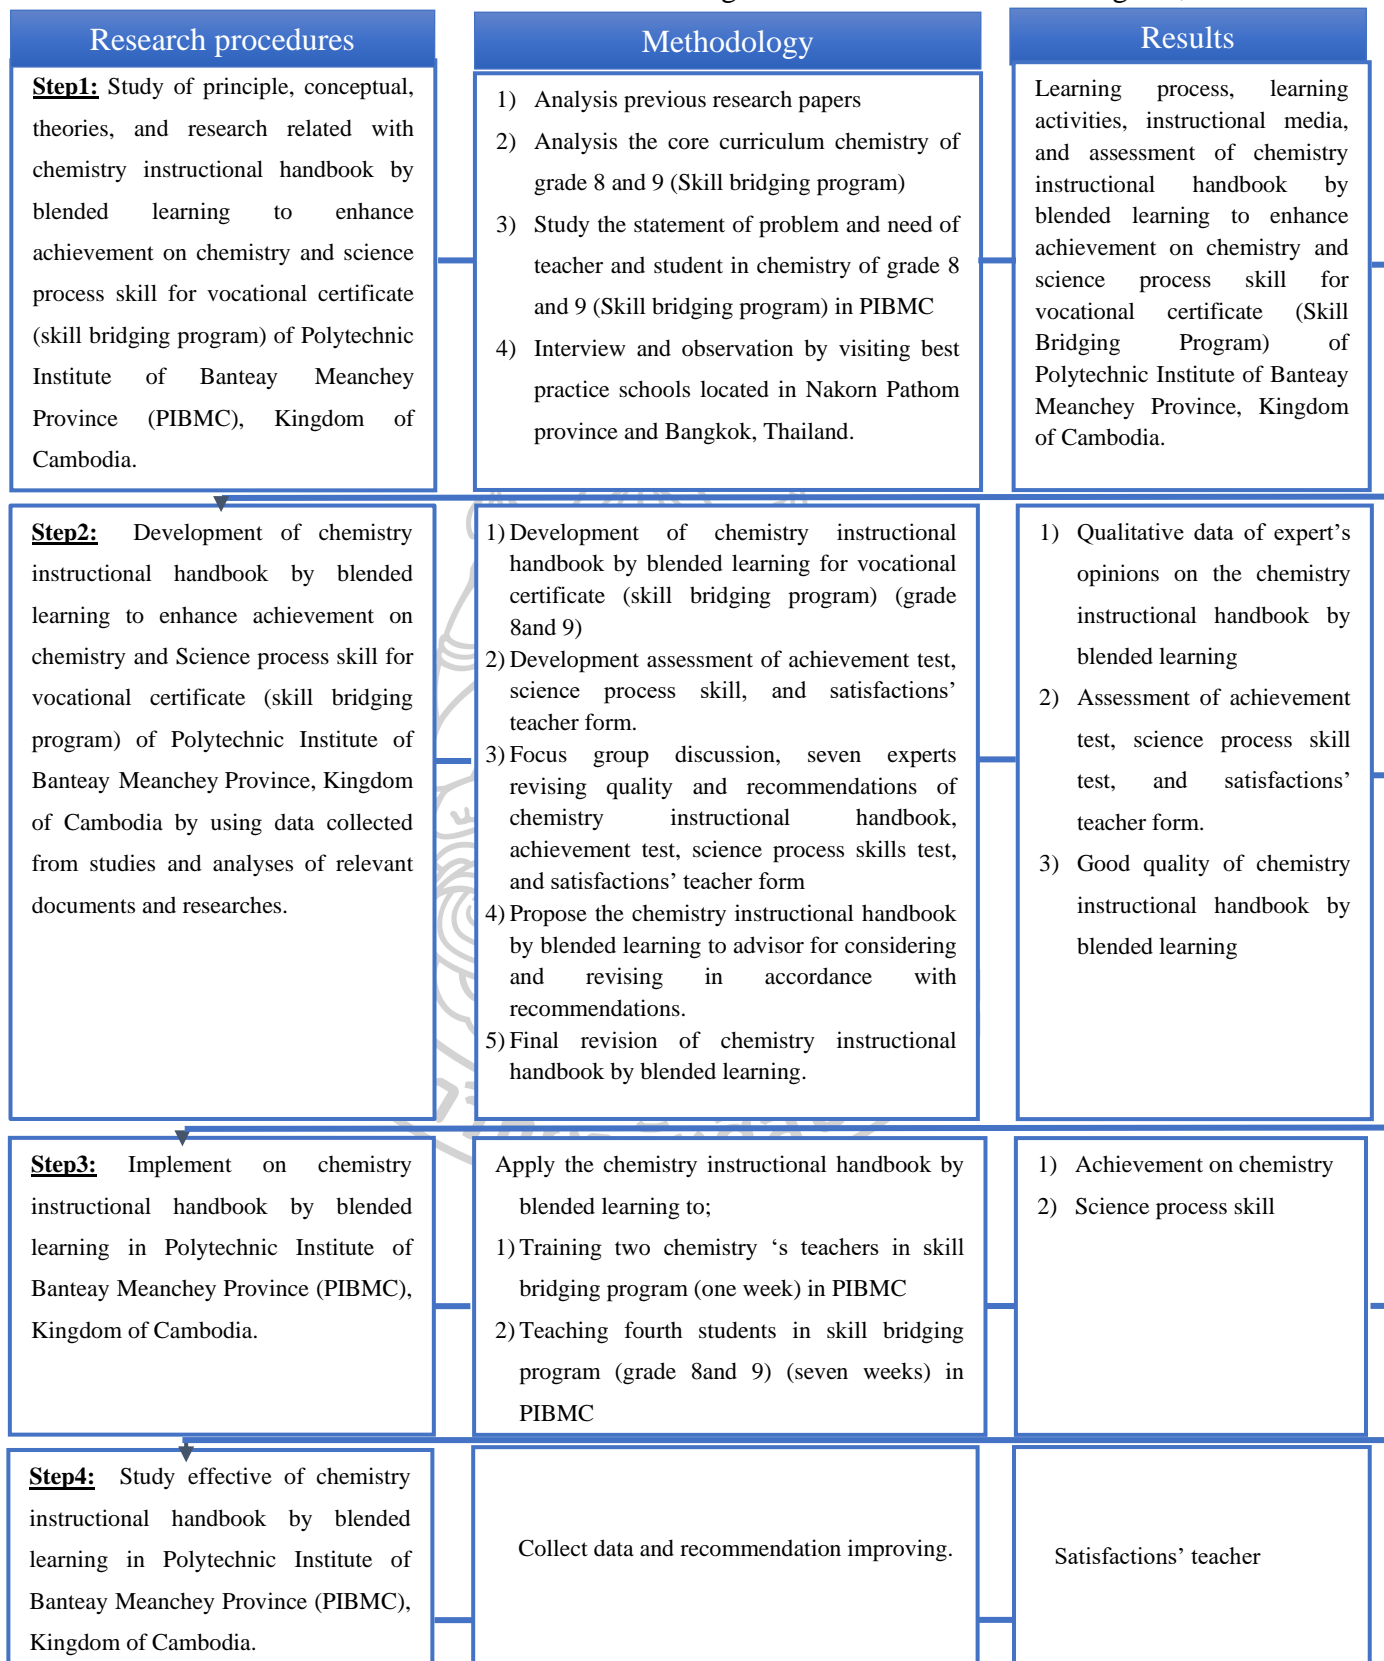 Research procedures
Methodology
Results
Step1: Study of principle, conceptual,
theories, and research related with
chemistry instructional handbook by
blended learning to enhance
achievement on chemistry and science
process skill for vocational certificate
(skill bridging program) of Polytechnic
Institute of Banteay Meanchey
Province (PIBMC), Kingdom of
Cambodia.
1) Analysis previous research papers
2) Analysis the core curriculum chemistry of
grade 8 and 9 (Skill bridging program)
3) Study the statement of problem and need of
teacher and student in chemistry of grade 8
and 9 (Skill bridging program) in PIBMC
4) Interview and observation by visiting best
practice schools located in Nakorn Pathom
province and Bangkok, Thailand.
Learning process, learning
activities, instructional media,
and assessment of chemistry
instructional handbook by
blended learning to enhance
achievement on chemistry and
science process skill for
vocational certificate (Skill
Bridging Program) of
Polytechnic Institute of Banteay
Meanchey Province, Kingdom
of Cambodia.
Step2: Development of chemistry
instructional handbook by blended
learning to enhance achievement on
chemistry and Science process skill for
vocational certificate (skill bridging
program) of Polytechnic Institute of
Banteay Meanchey Province, Kingdom
of Cambodia by using data collected
from studies and analyses of relevant
documents and researches.
1) Development of chemistry instructional
handbook by blended learning for vocational
certificate (skill bridging program) (grade
8and 9)
2) Development assessment of achievement test,
science process skill, and satisfactions’
teacher form.
3) Focus group discussion, seven experts
revising quality and recommendations of
chemistry instructional handbook,
achievement test, science process skills test,
and satisfactions’ teacher form
4) Propose the chemistry instructional handbook
by blended learning to advisor for considering
and revising in accordance with
recommendations.
5) Final revision of chemistry instructional
handbook by blended learning.
1) Qualitative data of expert’s
opinions on the chemistry
instructional handbook by
blended learning
2) Assessment of achievement
test, science process skill
test, and satisfactions’
teacher form.
3) Good quality of chemistry
instructional handbook by
blended learning
Step3: Implement on chemistry
instructional handbook by blended
learning in Polytechnic Institute of
Banteay Meanchey Province (PIBMC),
Kingdom of Cambodia.
Apply the chemistry instructional handbook by
blended learning to;
1) Training two chemistry ‘s teachers in skill
bridging program (one week) in PIBMC
2) Teaching fourth students in skill bridging
program (grade 8and 9) (seven weeks) in
PIBMC
1) Achievement on chemistry
2) Science process skill
Step4: Study effective of chemistry
instructional handbook by blended
learning in Polytechnic Institute of
Banteay Meanchey Province (PIBMC),
Kingdom of Cambodia.
Collect data and recommendation improving.
Satisfactions’ teacher